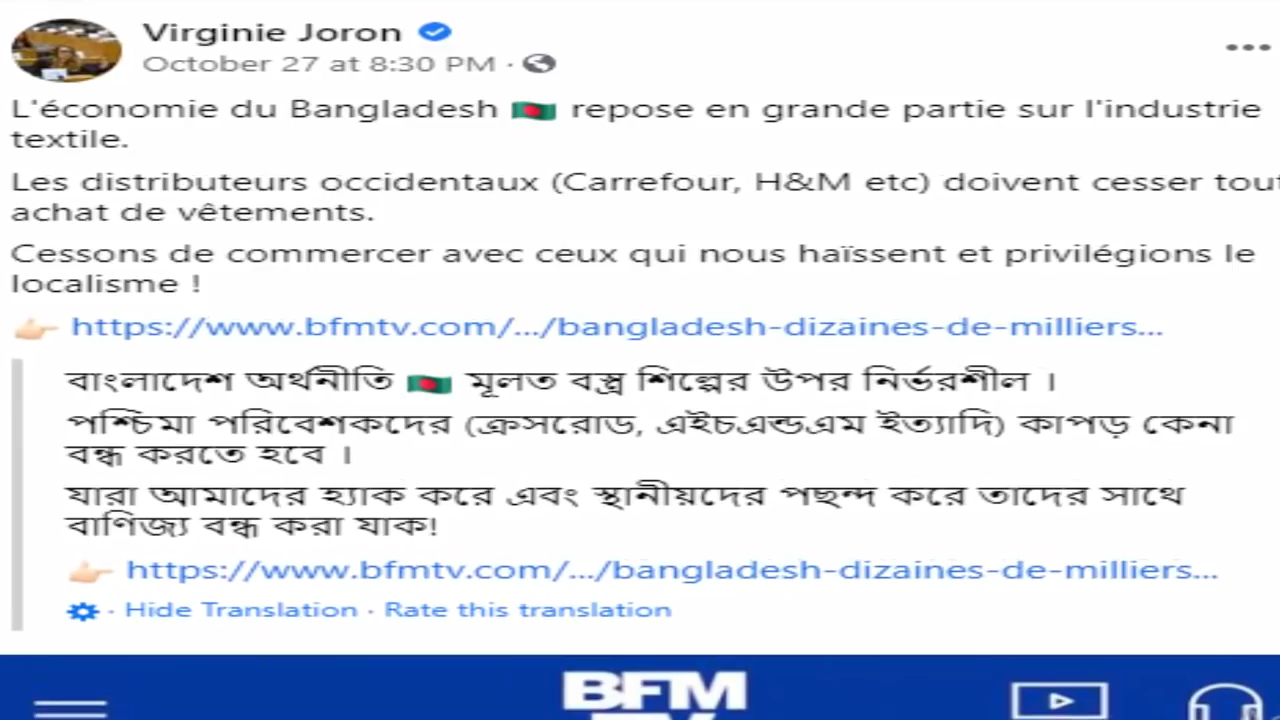 Virginie Joron
October 27 at 8:30 PM ·
L'économie du Bangladesh 🇧🇩 repose en grande partie sur l'industrie
textile.
Les distributeurs occidentaux (Carrefour, H&M etc) doivent cesser tout
achat de vêtements.
Cessons de commercer avec ceux qui nous haïssent et privilégions le
localisme !
👉🏻 https://www.bfmtv.com/.../bangladesh-dizaines-de-milliers...
বাংলাদেশ অর্থনীতি 🇧🇩 মূলত বস্ত্র শিল্পের উপর নির্ভরশীল ।
পশ্চিমা পরিবেশকদের (ক্রসরোড, এইচএন্ডএম ইত্যাদি) কাপড় কেনা
বন্ধ করতে হবে ।
যারা আমাদের হ্যাক করে এবং স্থানীয়দের পছন্দ করে তাদের সাথে
বাণিজ্য বন্ধ করা যাক!
👉🏻 https://www.bfmtv.com/.../bangladesh-dizaines-de-milliers...
· Hide Translation · Rate this translation
BFM
TV